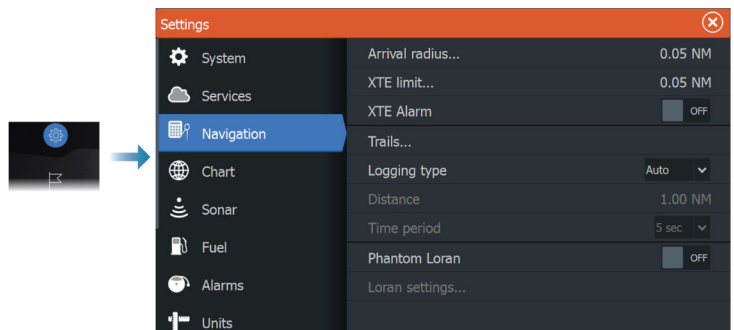 Settings
System
Services
Navigation
Chart
Sonar
Fuel
Alarms
Units
Arrival radius... 0.05 NM
XTE limit... 0.05 NM
XTE Alarm OFF
Trails...
Logging type Auto
Distance 1.00 NM
Time period 5 sec
Phantom Loran OFF
Loran settings...